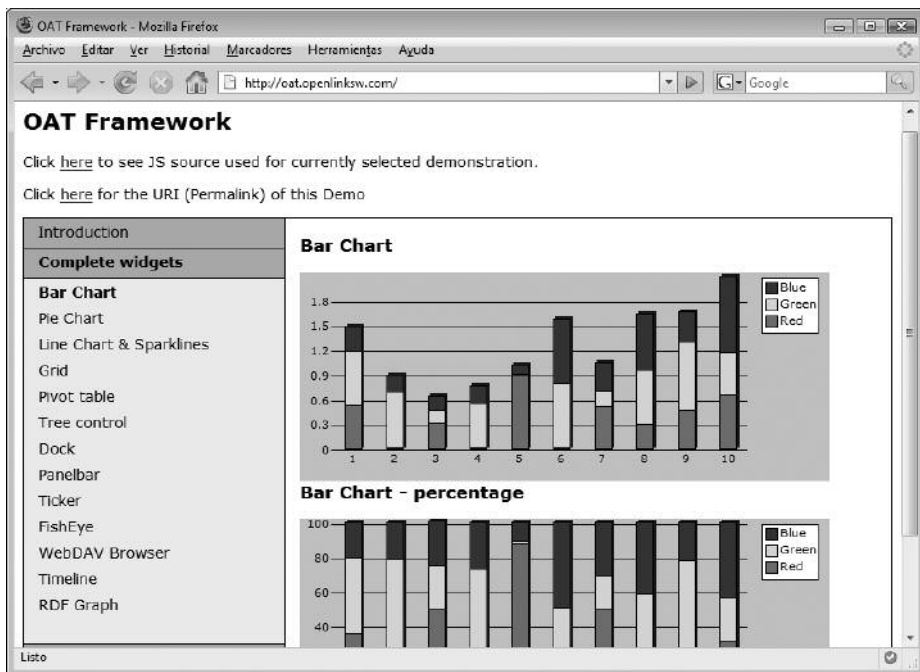 OAT Framework - Mozilla Firefox
Archivo Editar Ver Historial Marcadores Herramientas Ayuda
http://oat.openlinksw.com/
G Google
OAT Framework
Click here to see JS source used for currently selected demonstration.
Click here for the URI (Permalink) of this Demo
Introduction
Complete widgets
Bar Chart
Pie Chart
Line Chart & Sparklines
Grid
Pivot table
Tree control
Dock
Panelbar
Ticker
FishEye
WebDAV Browser
Timeline
RDF Graph
Bar Chart
1.8
1.5
1.2
0.9
0.6
0.3
0
1 2 3 4 5 6 7 8 9 10
Blue
Green
Red
Bar Chart - percentage
100
80
60
40
Blue
Green
Red
Listo